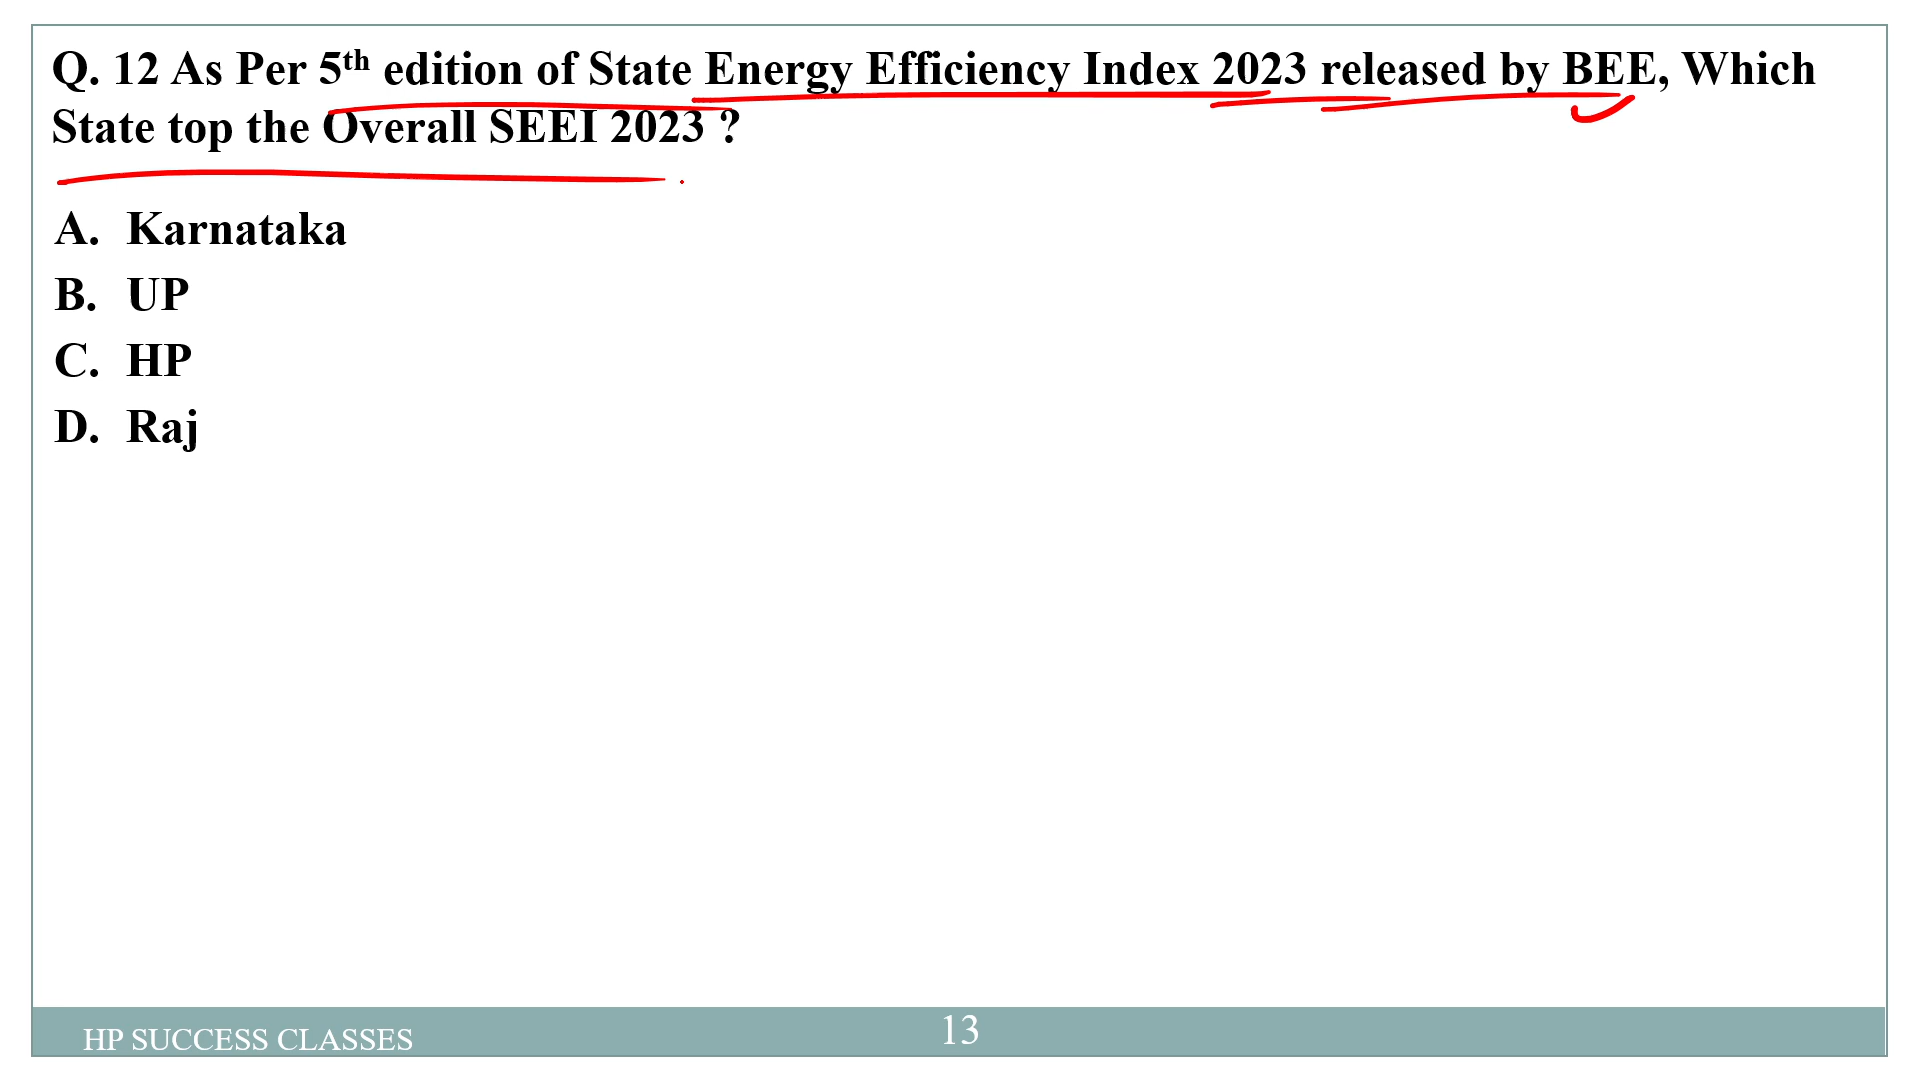 Q. 12 As Per 5th edition of State Energy Efficiency Index 2023 released by BEE, Which
State top the Overall SEEI 2023 ?
A. Karnataka
B. UP
C. HP
D. Raj
HP SUCCESS CLASSES
13